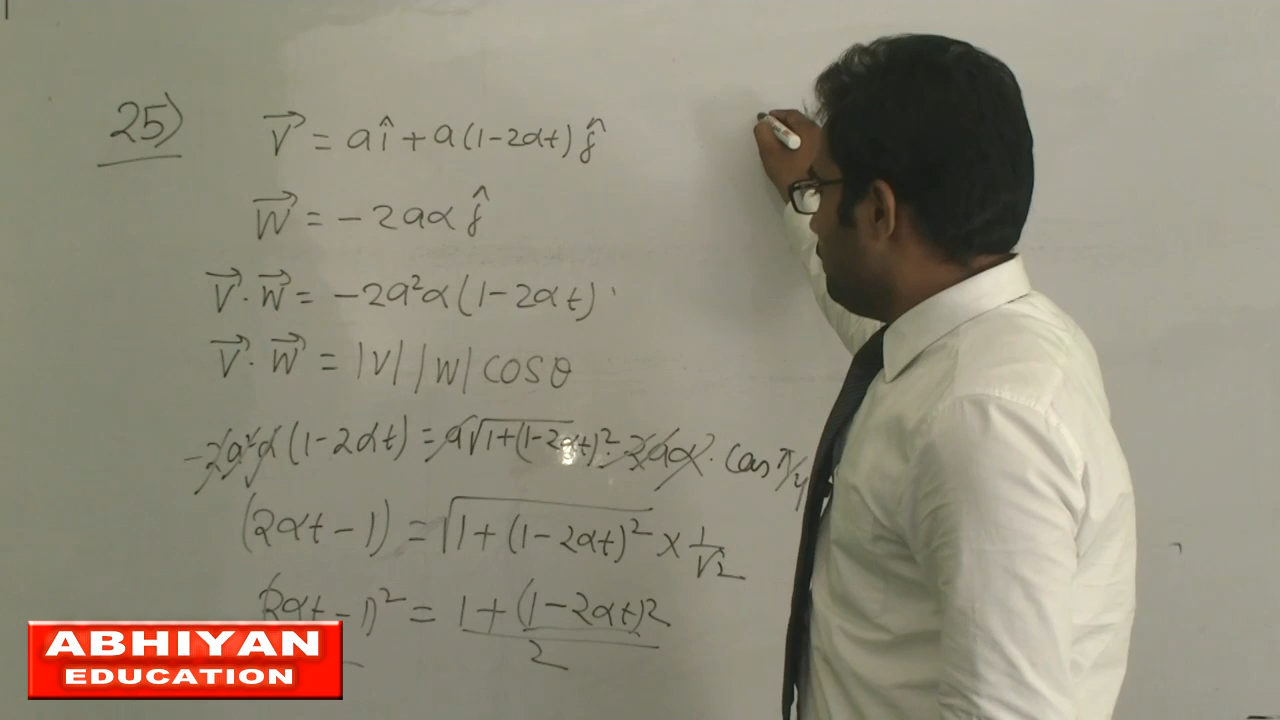 25)
V⃗ = aî + a(1-2αt) ĵ
W⃗ = -2aα ĵ
V⃗ · W⃗ = -2a²α(1-2αt)
V⃗ · W⃗ = |V| |W| cosθ
-2a²α(1-2αt) = a√1+(1-2αt)² · 2aα · cos π/4
(2αt - 1) = √1+(1-2αt)² × 1/√2
(2αt - 1)² = 1+(1-2αt)²/2
ABHIYAN
EDUCATION